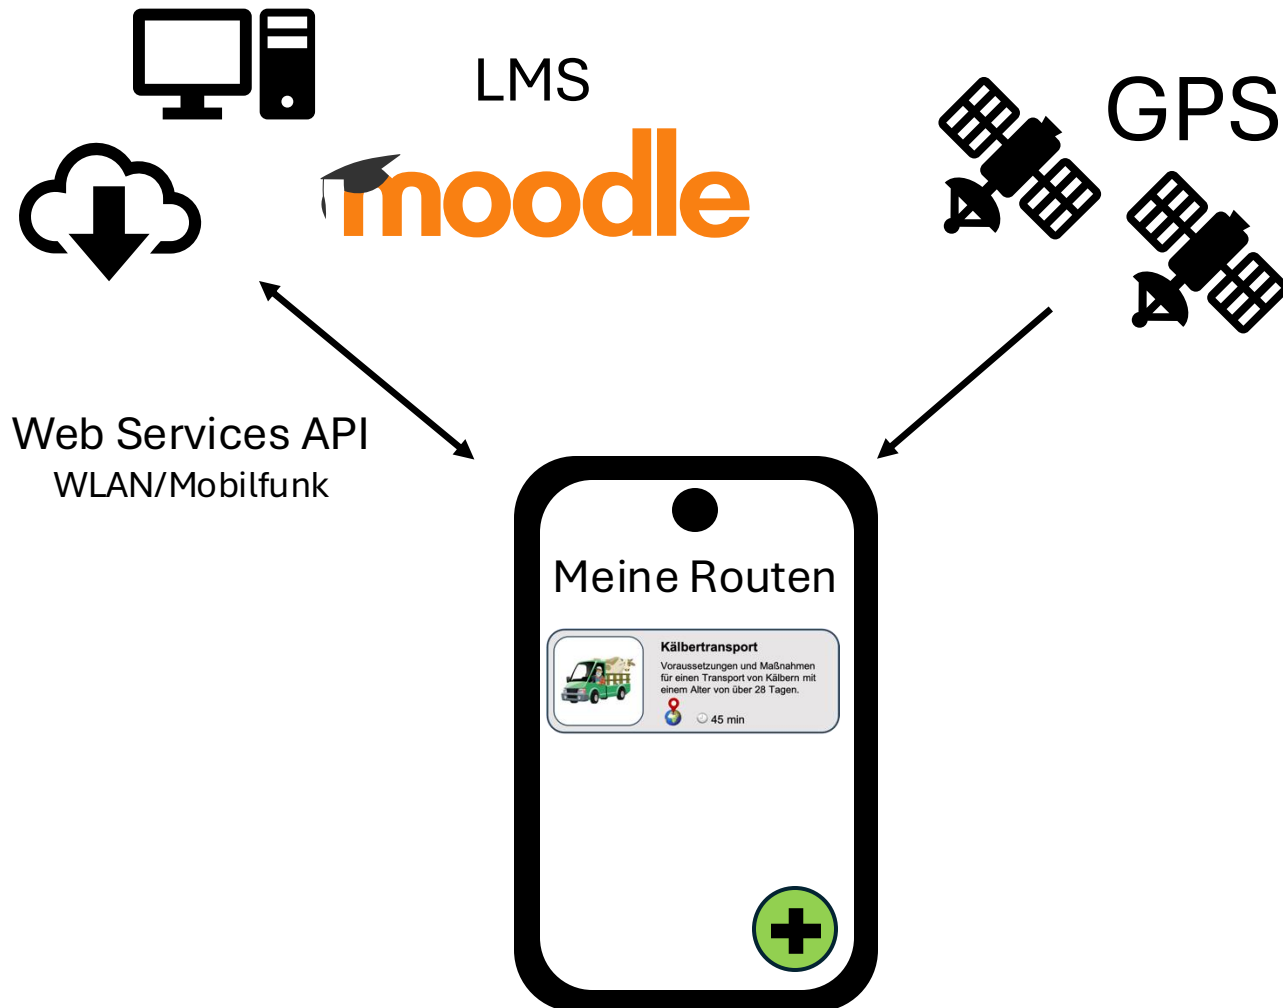 LMS
moodle
GPS
Web Services API
WLAN/Mobilfunk
Meine Routen
Kälbertransport
Voraussetzungen und Maßnahmen
für einen Transport von Kälbern mit
einem Alter von über 28 Tagen.
45 min